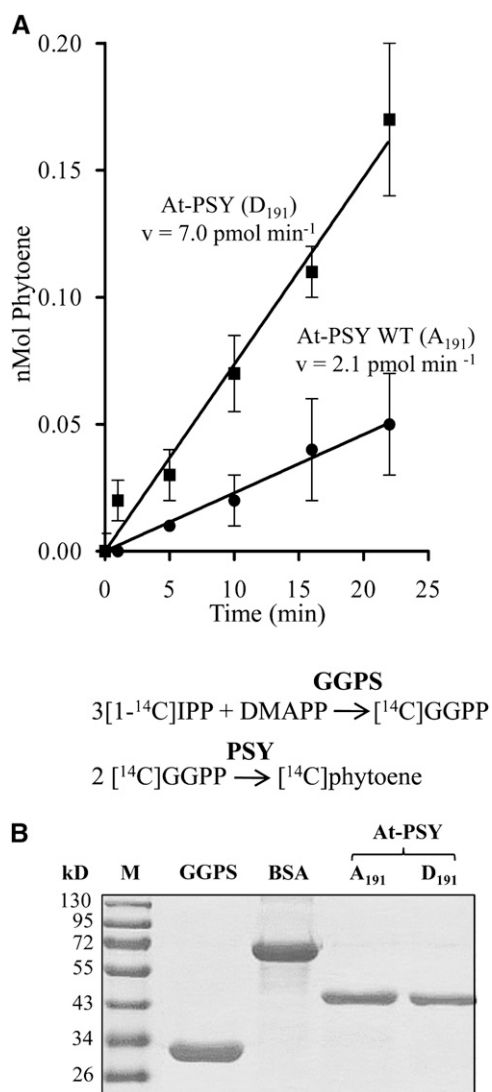 A
0.20
0.15
0.10
0.05
0.00
nMol Phytoene
At-PSY (D191)
v = 7.0 pmol min-1
At-PSY WT (A191)
v = 2.1 pmol min -1
0 5 10 15 20 25
Time (min)
GGPS
3[1-14C]IPP + DMAPP → [14C]GGPP
PSY
2 [14C]GGPP → [14C]phytoene
B
At-PSY
kD M GGPS BSA A191 D191
130
95
72
55
43
34
26